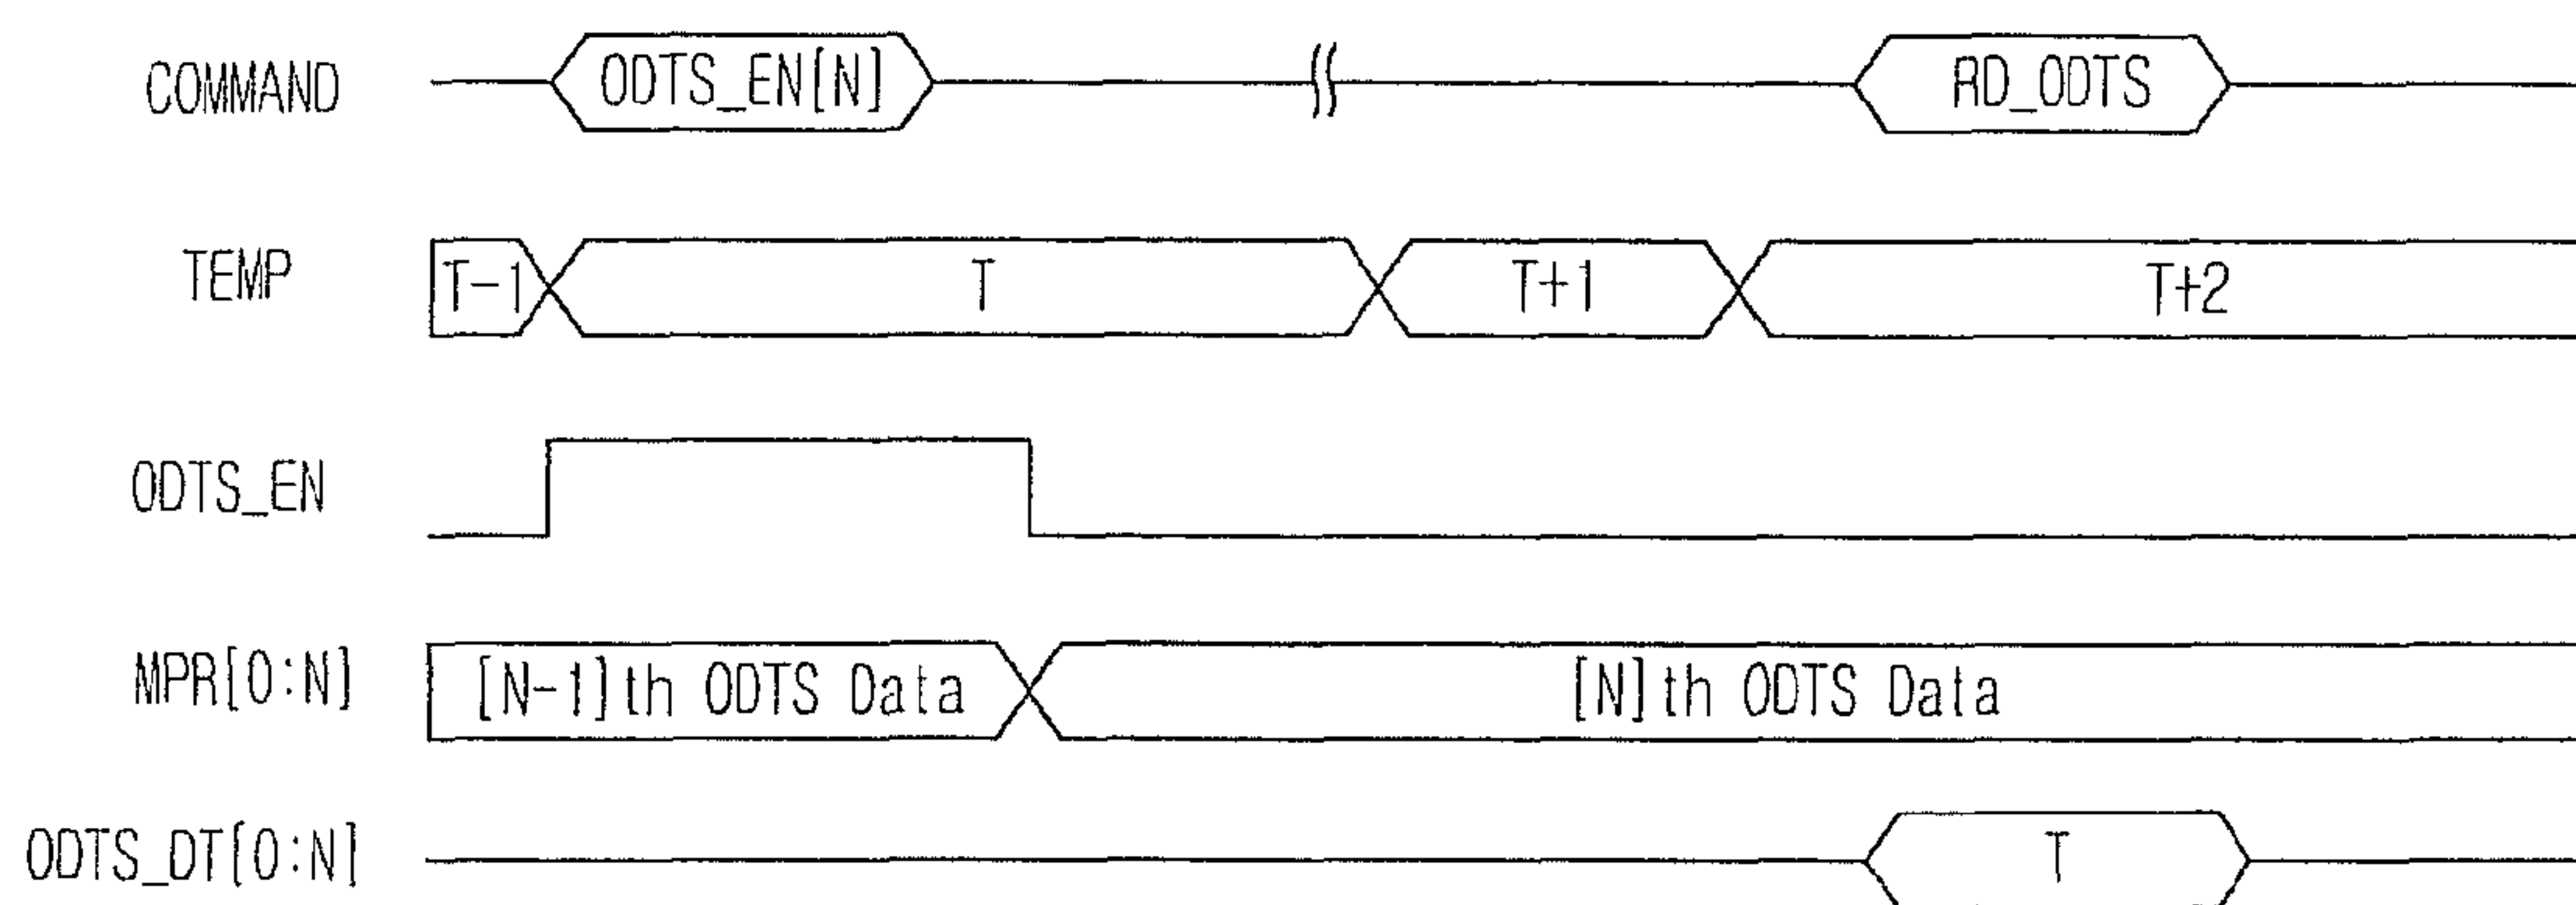 COMMAND ODTS_EN[N] RD_ODTS
TEMP T-1 T T+1 T+2
ODTS_EN
MPR[0:N] [N-1]th ODTS Data [N]th ODTS Data
ODTS_DT[0:N] T